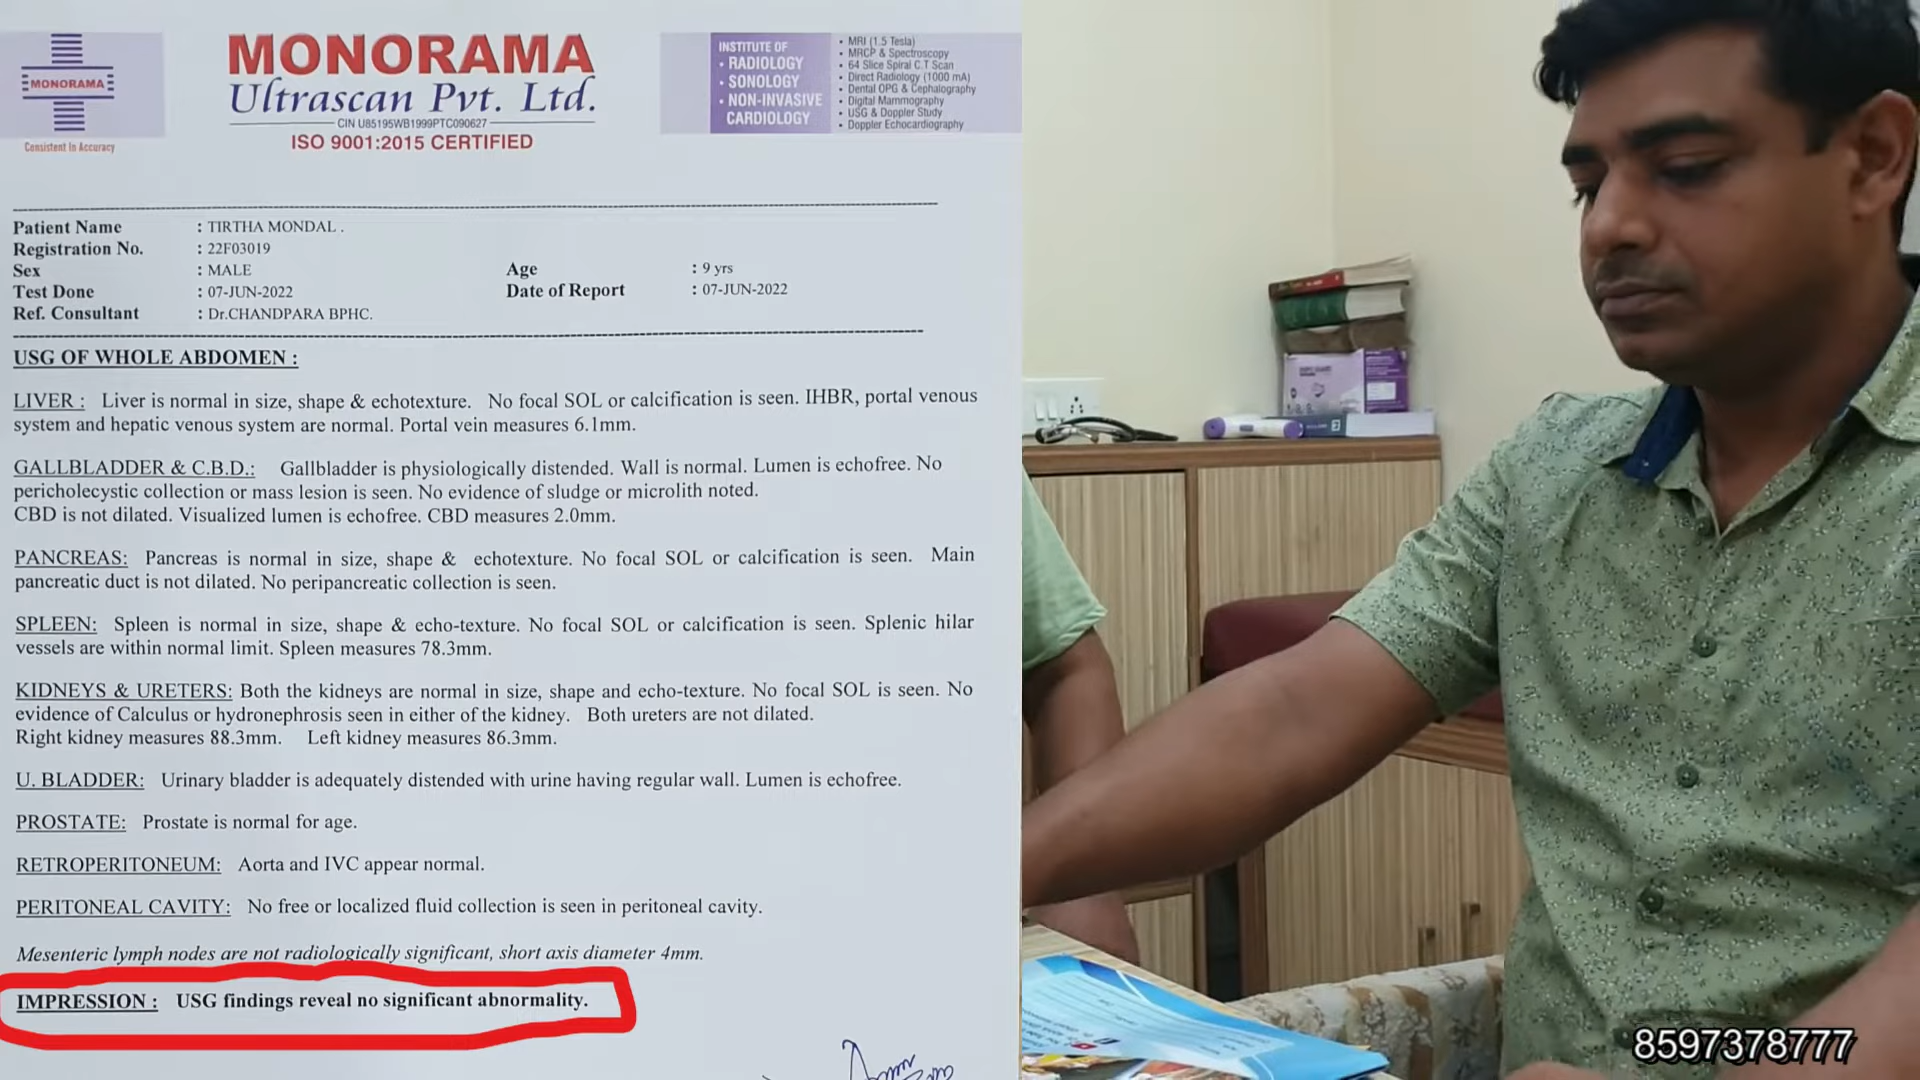 MONORAMA
Consistent In Accuracy
MONORAMA
Ultrascan Pvt. Ltd.
CIN U85195WB1999PTC090627
ISO 9001:2015 CERTIFIED
INSTITUTE OF
• RADIOLOGY
• SONOLOGY
• NON-INVASIVE
CARDIOLOGY
• MRI (1.5 Tesla)
• MRCP & Spectroscopy
• 64 Slice Spiral C.T Scan
• Direct Radiology (1000 mA)
• Dental OPG & Cephalography
• Digital Mammography
• USG & Doppler Study
• Doppler Echocardiography
Patient Name : TIRTHA MONDAL .
Registration No. : 22F03019
Sex : MALE Age : 9 yrs
Test Done : 07-JUN-2022 Date of Report : 07-JUN-2022
Ref. Consultant : Dr.CHANDPARA BPHC.
USG OF WHOLE ABDOMEN :
LIVER : Liver is normal in size, shape & echotexture. No focal SOL or calcification is seen. IHBR, portal venous
system and hepatic venous system are normal. Portal vein measures 6.1mm.
GALLBLADDER & C.B.D.: Gallbladder is physiologically distended. Wall is normal. Lumen is echofree. No
pericholecystic collection or mass lesion is seen. No evidence of sludge or microlith noted.
CBD is not dilated. Visualized lumen is echofree. CBD measures 2.0mm.
PANCREAS: Pancreas is normal in size, shape & echotexture. No focal SOL or calcification is seen. Main
pancreatic duct is not dilated. No peripancreatic collection is seen.
SPLEEN: Spleen is normal in size, shape & echo-texture. No focal SOL or calcification is seen. Splenic hilar
vessels are within normal limit. Spleen measures 78.3mm.
KIDNEYS & URETERS: Both the kidneys are normal in size, shape and echo-texture. No focal SOL is seen. No
evidence of Calculus or hydronephrosis seen in either of the kidney. Both ureters are not dilated.
Right kidney measures 88.3mm. Left kidney measures 86.3mm.
U. BLADDER: Urinary bladder is adequately distended with urine having regular wall. Lumen is echofree.
PROSTATE: Prostate is normal for age.
RETROPERITONEUM: Aorta and IVC appear normal.
PERITONEAL CAVITY: No free or localized fluid collection is seen in peritoneal cavity.
Mesenteric lymph nodes are not radiologically significant, short axis diameter 4mm.
IMPRESSION : USG findings reveal no significant abnormality.
8597378777